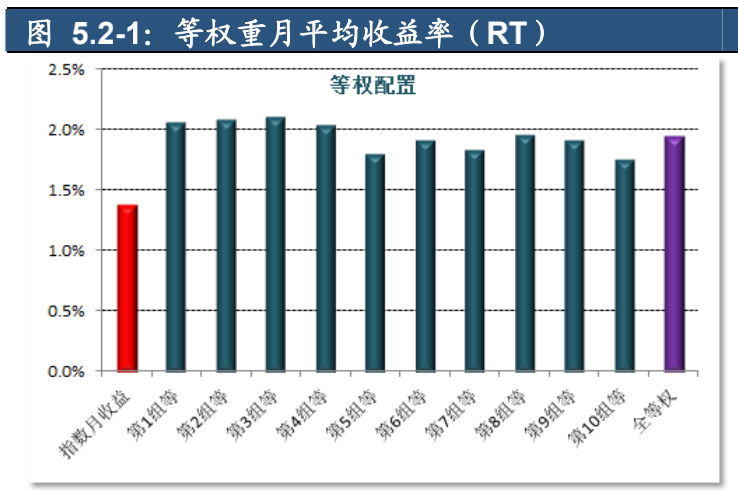 图 5.2-1: 等权重月平均收益率（RT）
等权配置
2.5%
2.0%
1.5%
1.0%
0.5%
0.0%
指数月收益
第1组等
第2组等
第3组等
第4组等
第5组等
第6组等
第7组等
第8组等
第9组等
第10组等
全等权